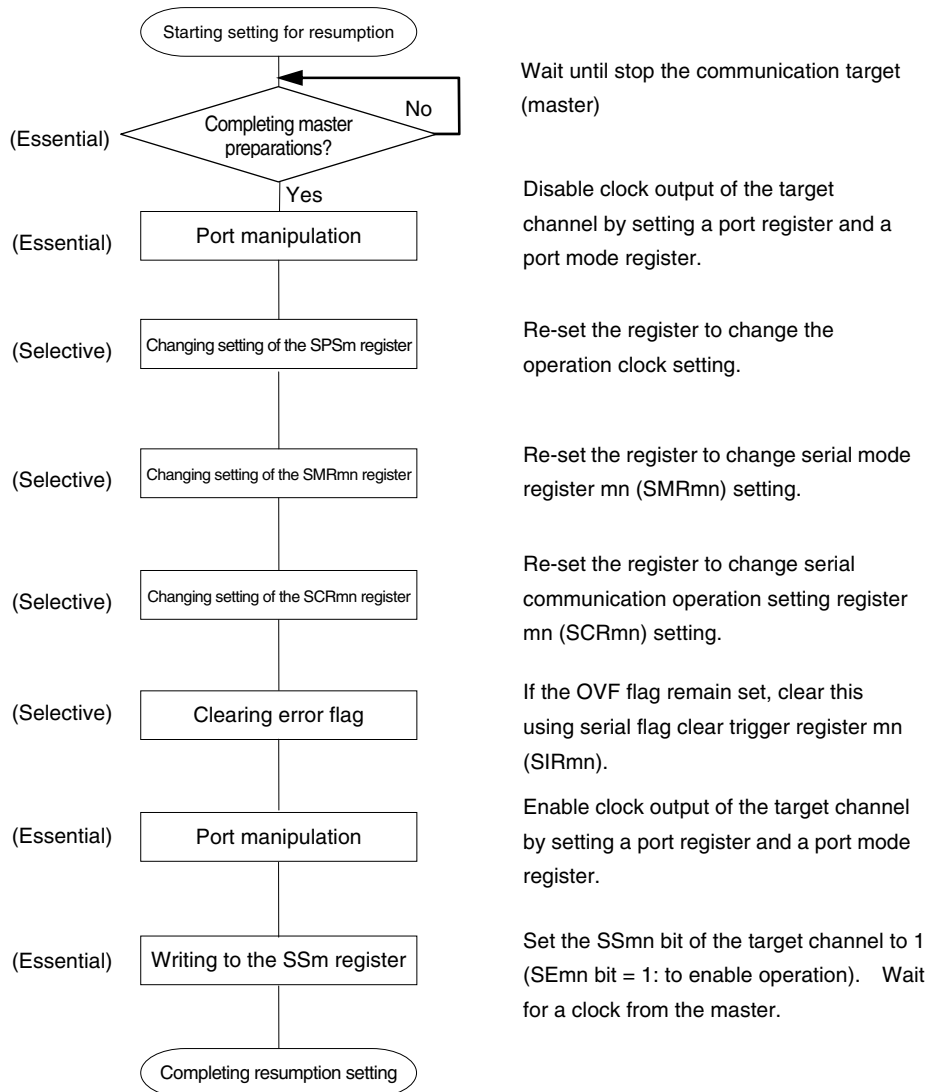 Starting setting for resumption
Wait until stop the communication target
(master)
No
(Essential)
Completing master
preparations?
Yes
Disable clock output of the target
channel by setting a port register and a
port mode register.
(Essential)
Port manipulation
Re-set the register to change the
operation clock setting.
(Selective)
Changing setting of the SPSm register
Re-set the register to change serial mode
register mn (SMRmn) setting.
(Selective)
Changing setting of the SMRmn register
Re-set the register to change serial
communication operation setting register
mn (SCRmn) setting.
(Selective)
Changing setting of the SCRmn register
If the OVF flag remain set, clear this
using serial flag clear trigger register mn
(SIRmn).
(Selective)
Clearing error flag
Enable clock output of the target channel
by setting a port register and a port mode
register.
(Essential)
Port manipulation
Set the SSmn bit of the target channel to 1
(SEmn bit = 1: to enable operation). Wait
for a clock from the master.
(Essential)
Writing to the SSm register
Completing resumption setting